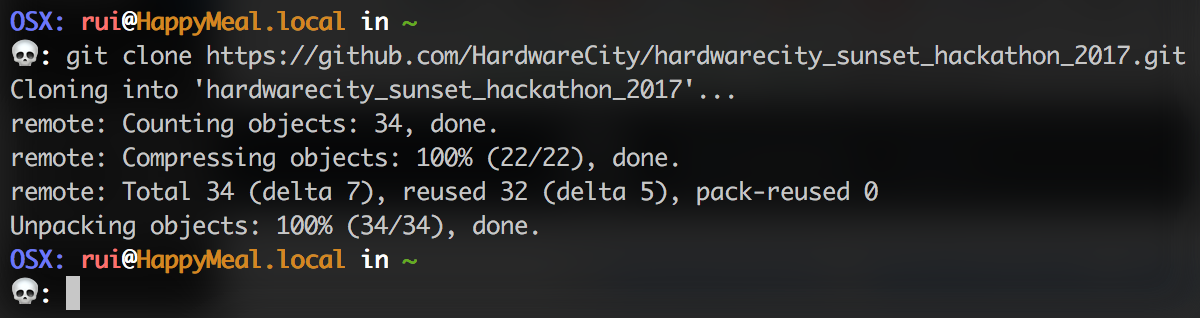 OSX: rui@HappyMeal.local in ~
💀: git clone https://github.com/HardwareCity/hardwarecity_sunset_hackathon_2017.git
Cloning into 'hardwarecity_sunset_hackathon_2017'...
remote: Counting objects: 34, done.
remote: Compressing objects: 100% (22/22), done.
remote: Total 34 (delta 7), reused 32 (delta 5), pack-reused 0
Unpacking objects: 100% (34/34), done.
OSX: rui@HappyMeal.local in ~
💀: